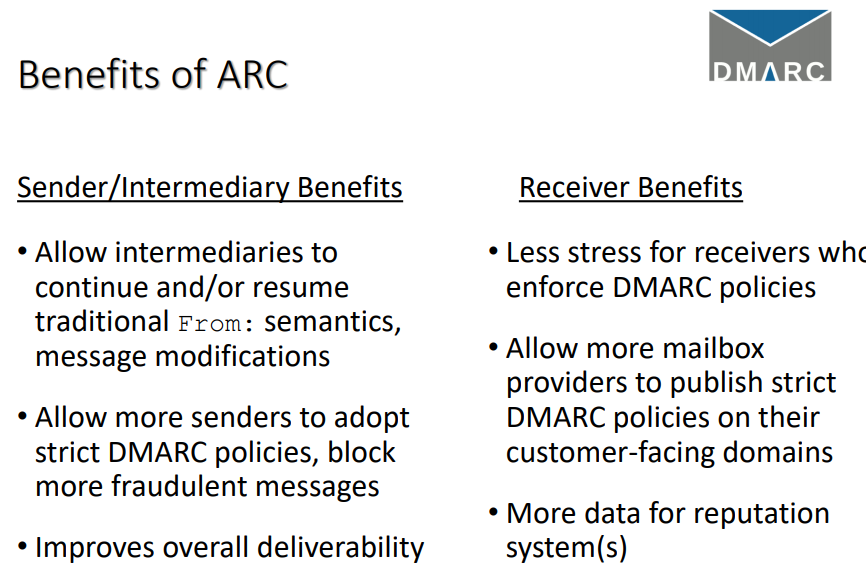 DMARC
Benefits of ARC
Sender/Intermediary Benefits
• Allow intermediaries to
continue and/or resume
traditional From: semantics,
message modifications
• Allow more senders to adopt
strict DMARC policies, block
more fraudulent messages
• Improves overall deliverability
Receiver Benefits
• Less stress for receivers who
enforce DMARC policies
• Allow more mailbox
providers to publish strict
DMARC policies on their
customer-facing domains
• More data for reputation
system(s)